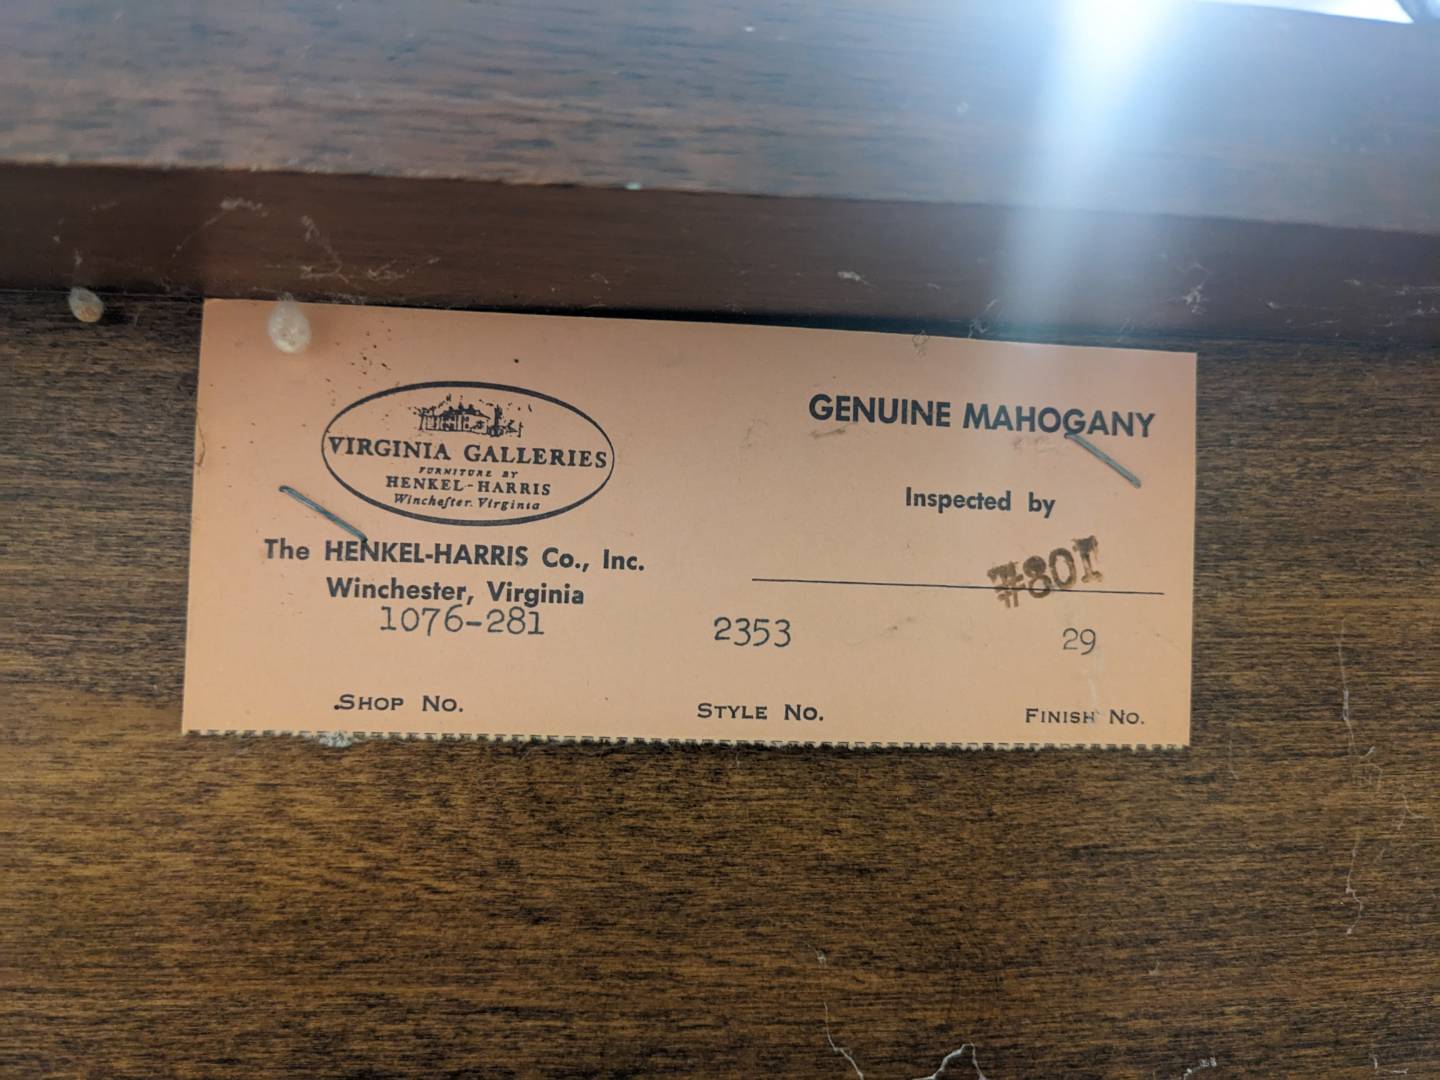 VIRGINIA GALLERIES
FURNITURE BY
HENKEL-HARRIS
Winchester, Virginia
The HENKEL-HARRIS Co., Inc.
Winchester, Virginia
1076-281
SHOP No.
GENUINE MAHOGANY
Inspected by
#801
2353
STYLE No.
29
FINISH No.